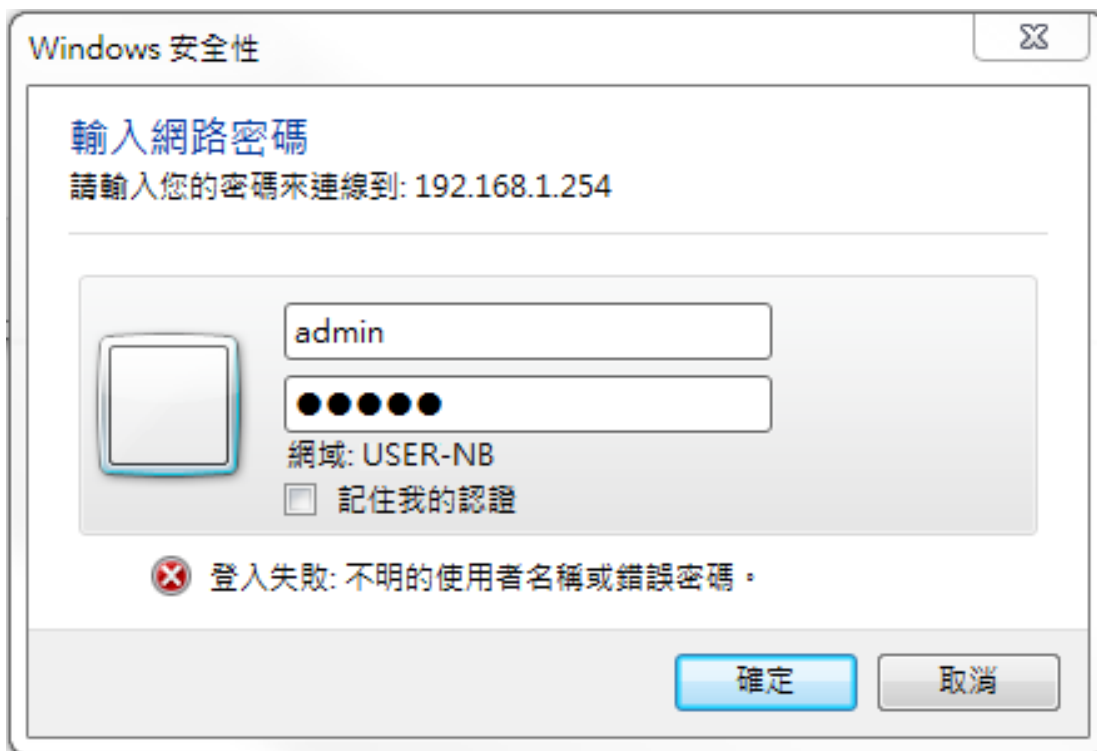 Windows 安全性
輸入網路密碼
請輸入您的密碼來連線到: 192.168.1.254
admin
●●●●●
網域: USER-NB
記住我的認證
登入失敗: 不明的使用者名稱或錯誤密碼。
確定
取消